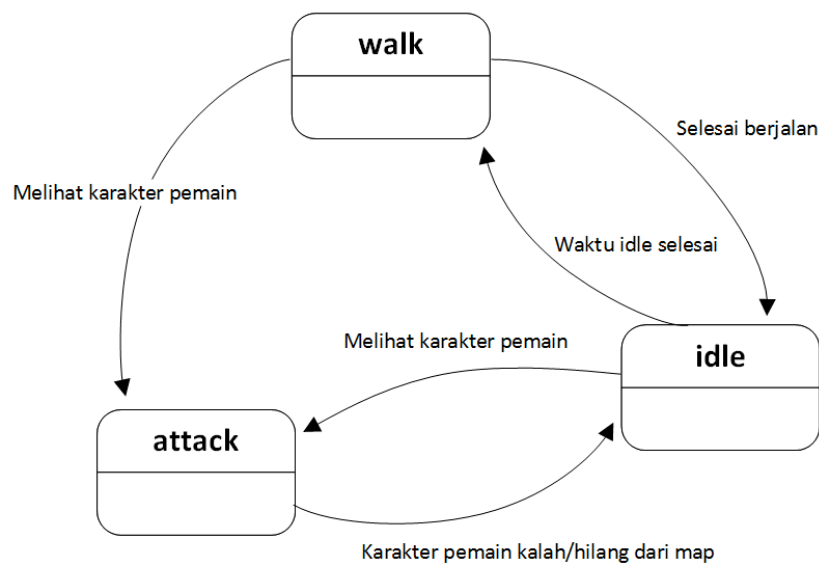 walk
Selesai berjalan
Melihat karakter pemain
Waktu idle selesai
Melihat karakter pemain
idle
attack
Karakter pemain kalah/hilang dari map